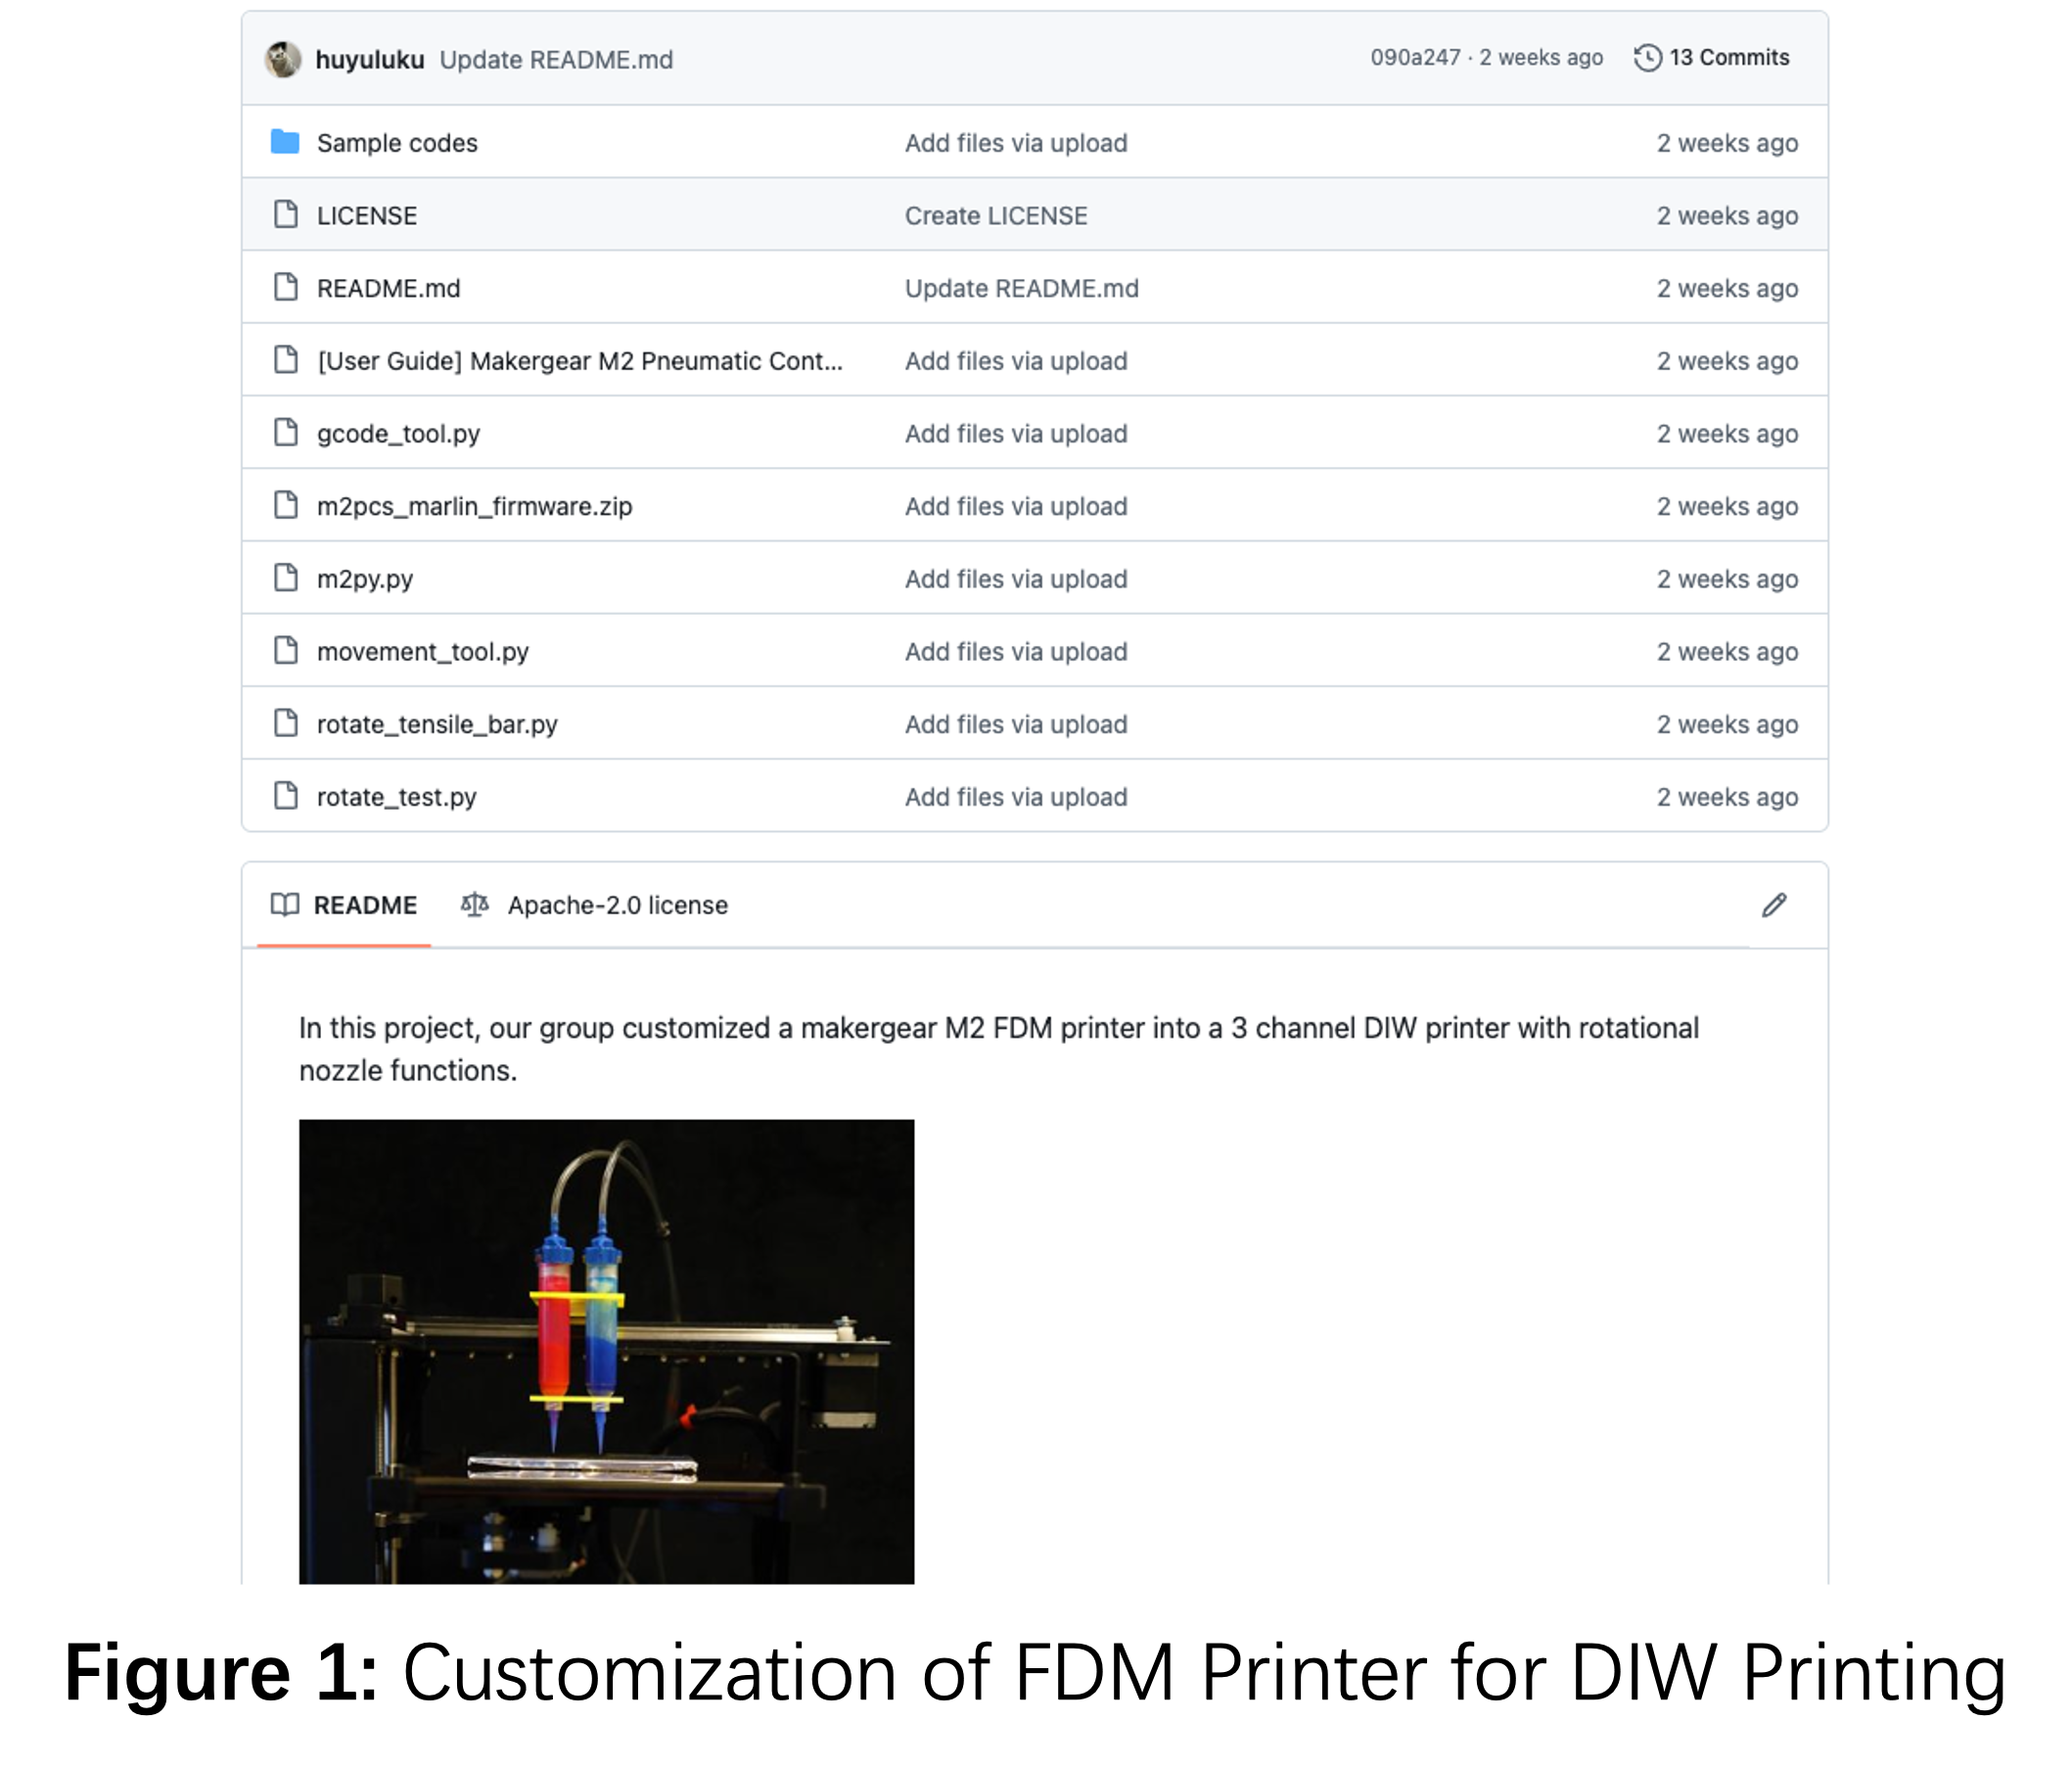 huyuluku Update README.md 090a247 · 2 weeks ago 13 Commits
Sample codes Add files via upload 2 weeks ago
LICENSE Create LICENSE 2 weeks ago
README.md Update README.md 2 weeks ago
[User Guide] Makergear M2 Pneumatic Cont... Add files via upload 2 weeks ago
gcode_tool.py Add files via upload 2 weeks ago
m2pcs_marlin_firmware.zip Add files via upload 2 weeks ago
m2py.py Add files via upload 2 weeks ago
movement_tool.py Add files via upload 2 weeks ago
rotate_tensile_bar.py Add files via upload 2 weeks ago
rotate_test.py Add files via upload 2 weeks ago
README Apache-2.0 license
In this project, our group customized a makergear M2 FDM printer into a 3 channel DIW printer with rotational
nozzle functions.
Figure 1: Customization of FDM Printer for DIW Printing